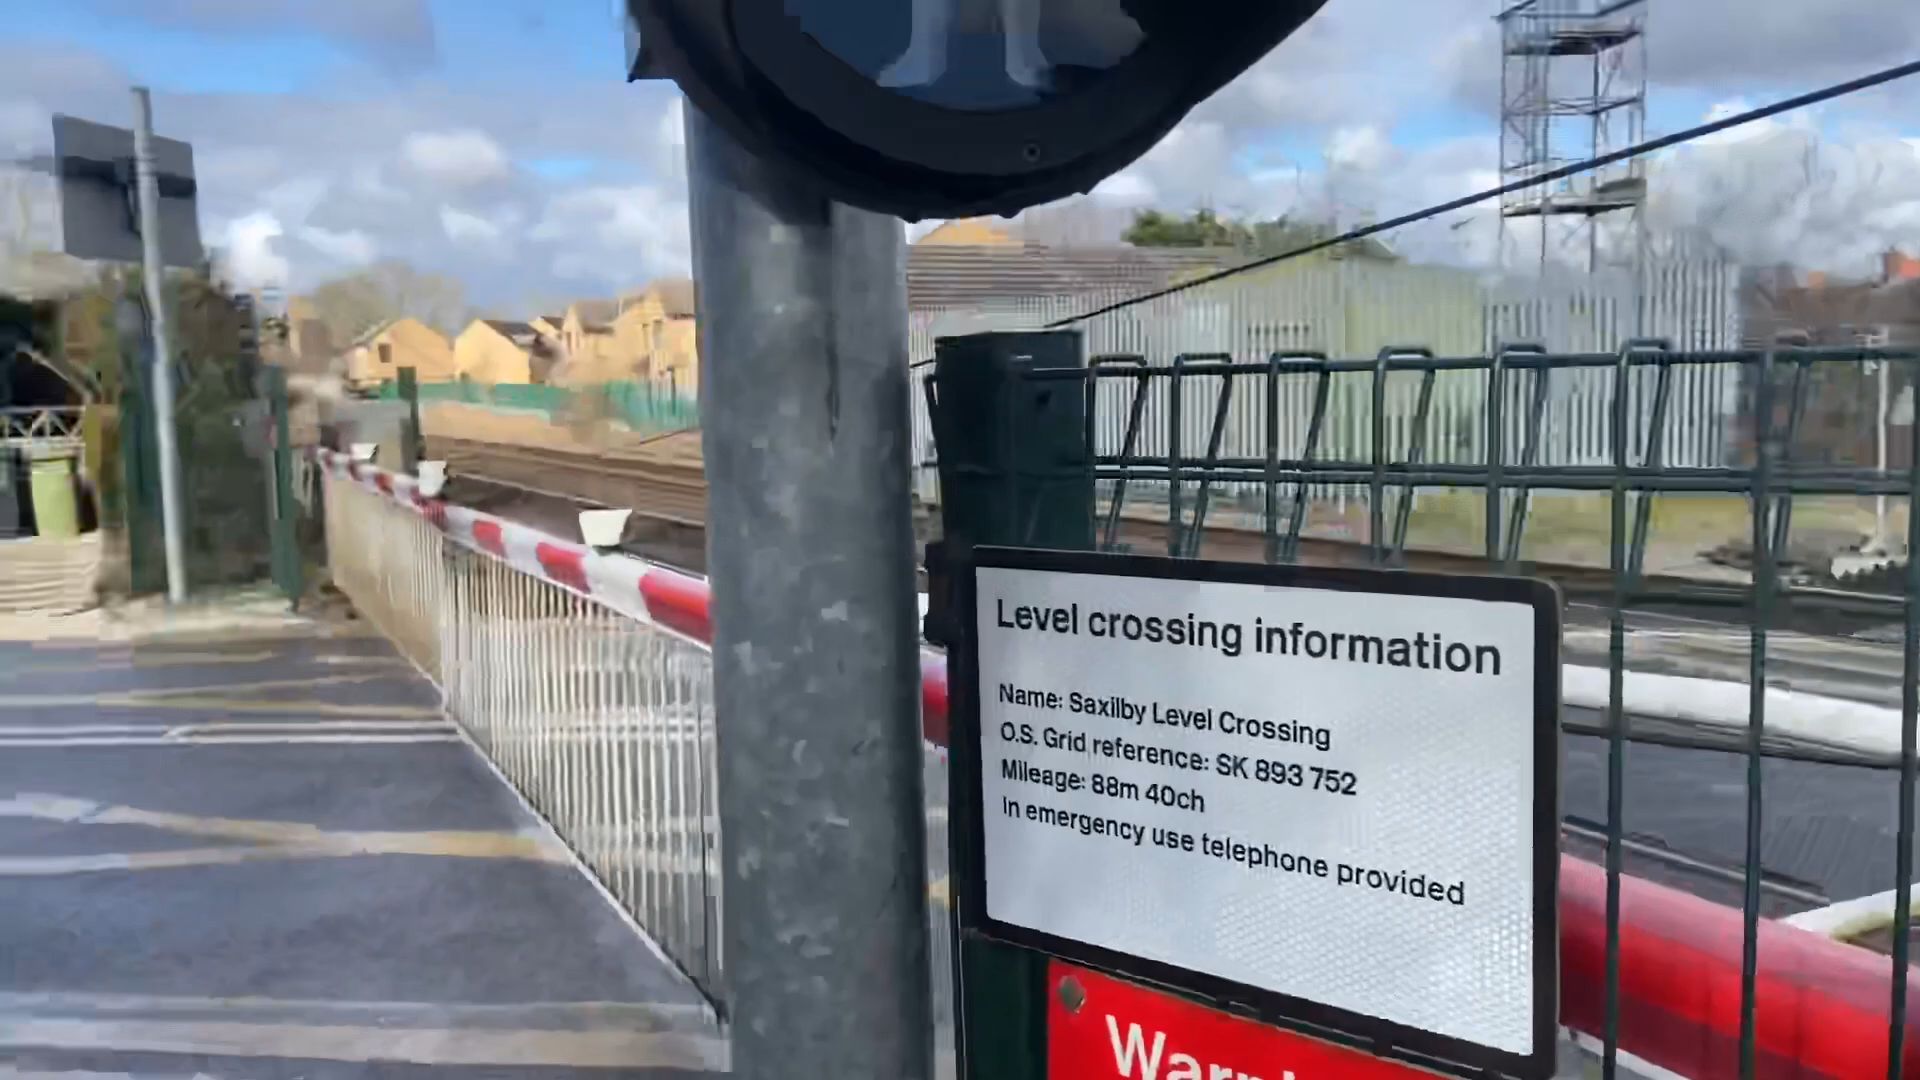 Level crossing information
Name: Saxilby Level Crossing
O.S. Grid reference: SK 893 752
Mileage: 88m 40ch
In emergency use telephone provided